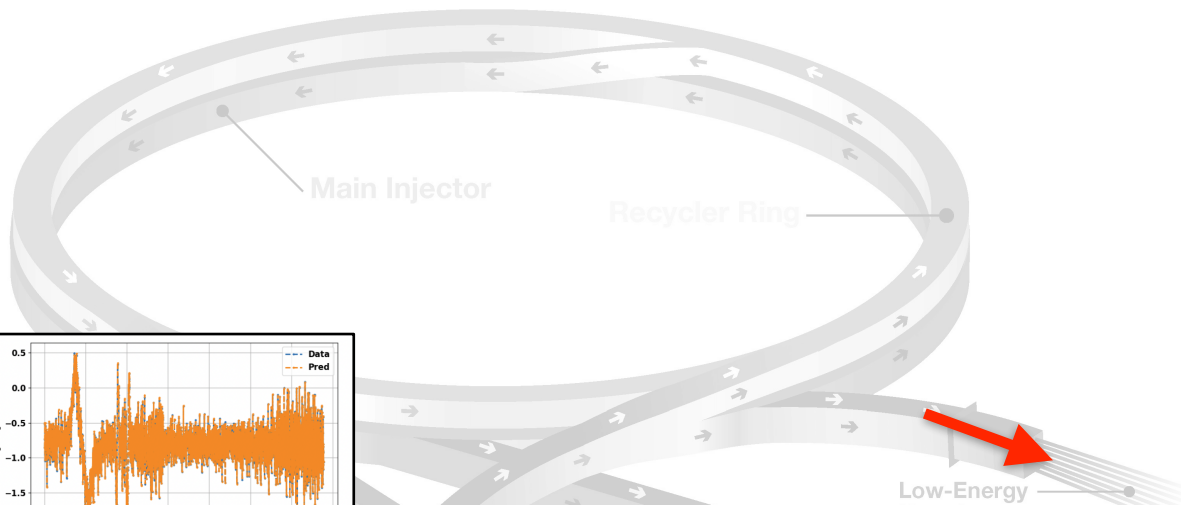 Main Injector
Recycler Ring
Data
Pred
0.5
0.0
−0.5
−1.0
−1.5
Low-Energy